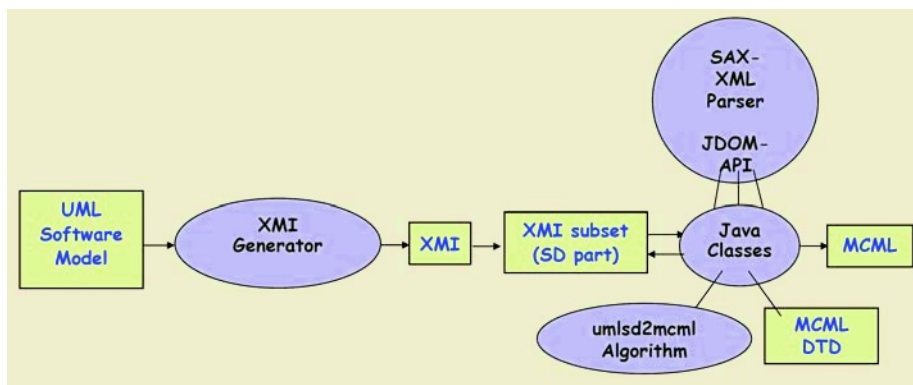 SAX-
XML
Parser
JDOM-
API
UML
Software
Model
XMI
Generator
XMI
XMI subset
(SD part)
Java
Classes
MCML
umlsd2mcml
Algorithm
MCML
DTD